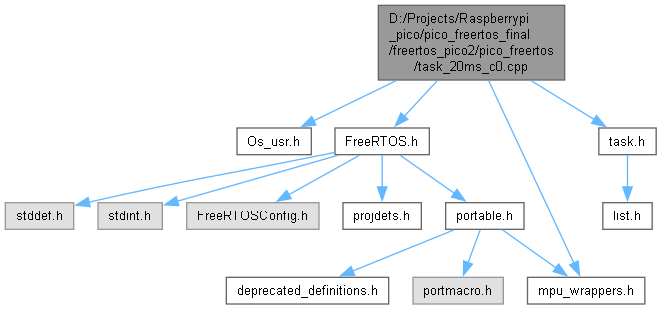 D:/Projects/Raspberrypi
_pico/pico_freertos_final
/freertos_pico2/pico_freertos
/task_20ms_c0.cpp
Os_usr.h
FreeRTOS.h
task.h
stddef.h
stdint.h
FreeRTOSConfig.h
projdefs.h
portable.h
list.h
deprecated_definitions.h
portmacro.h
mpu_wrappers.h